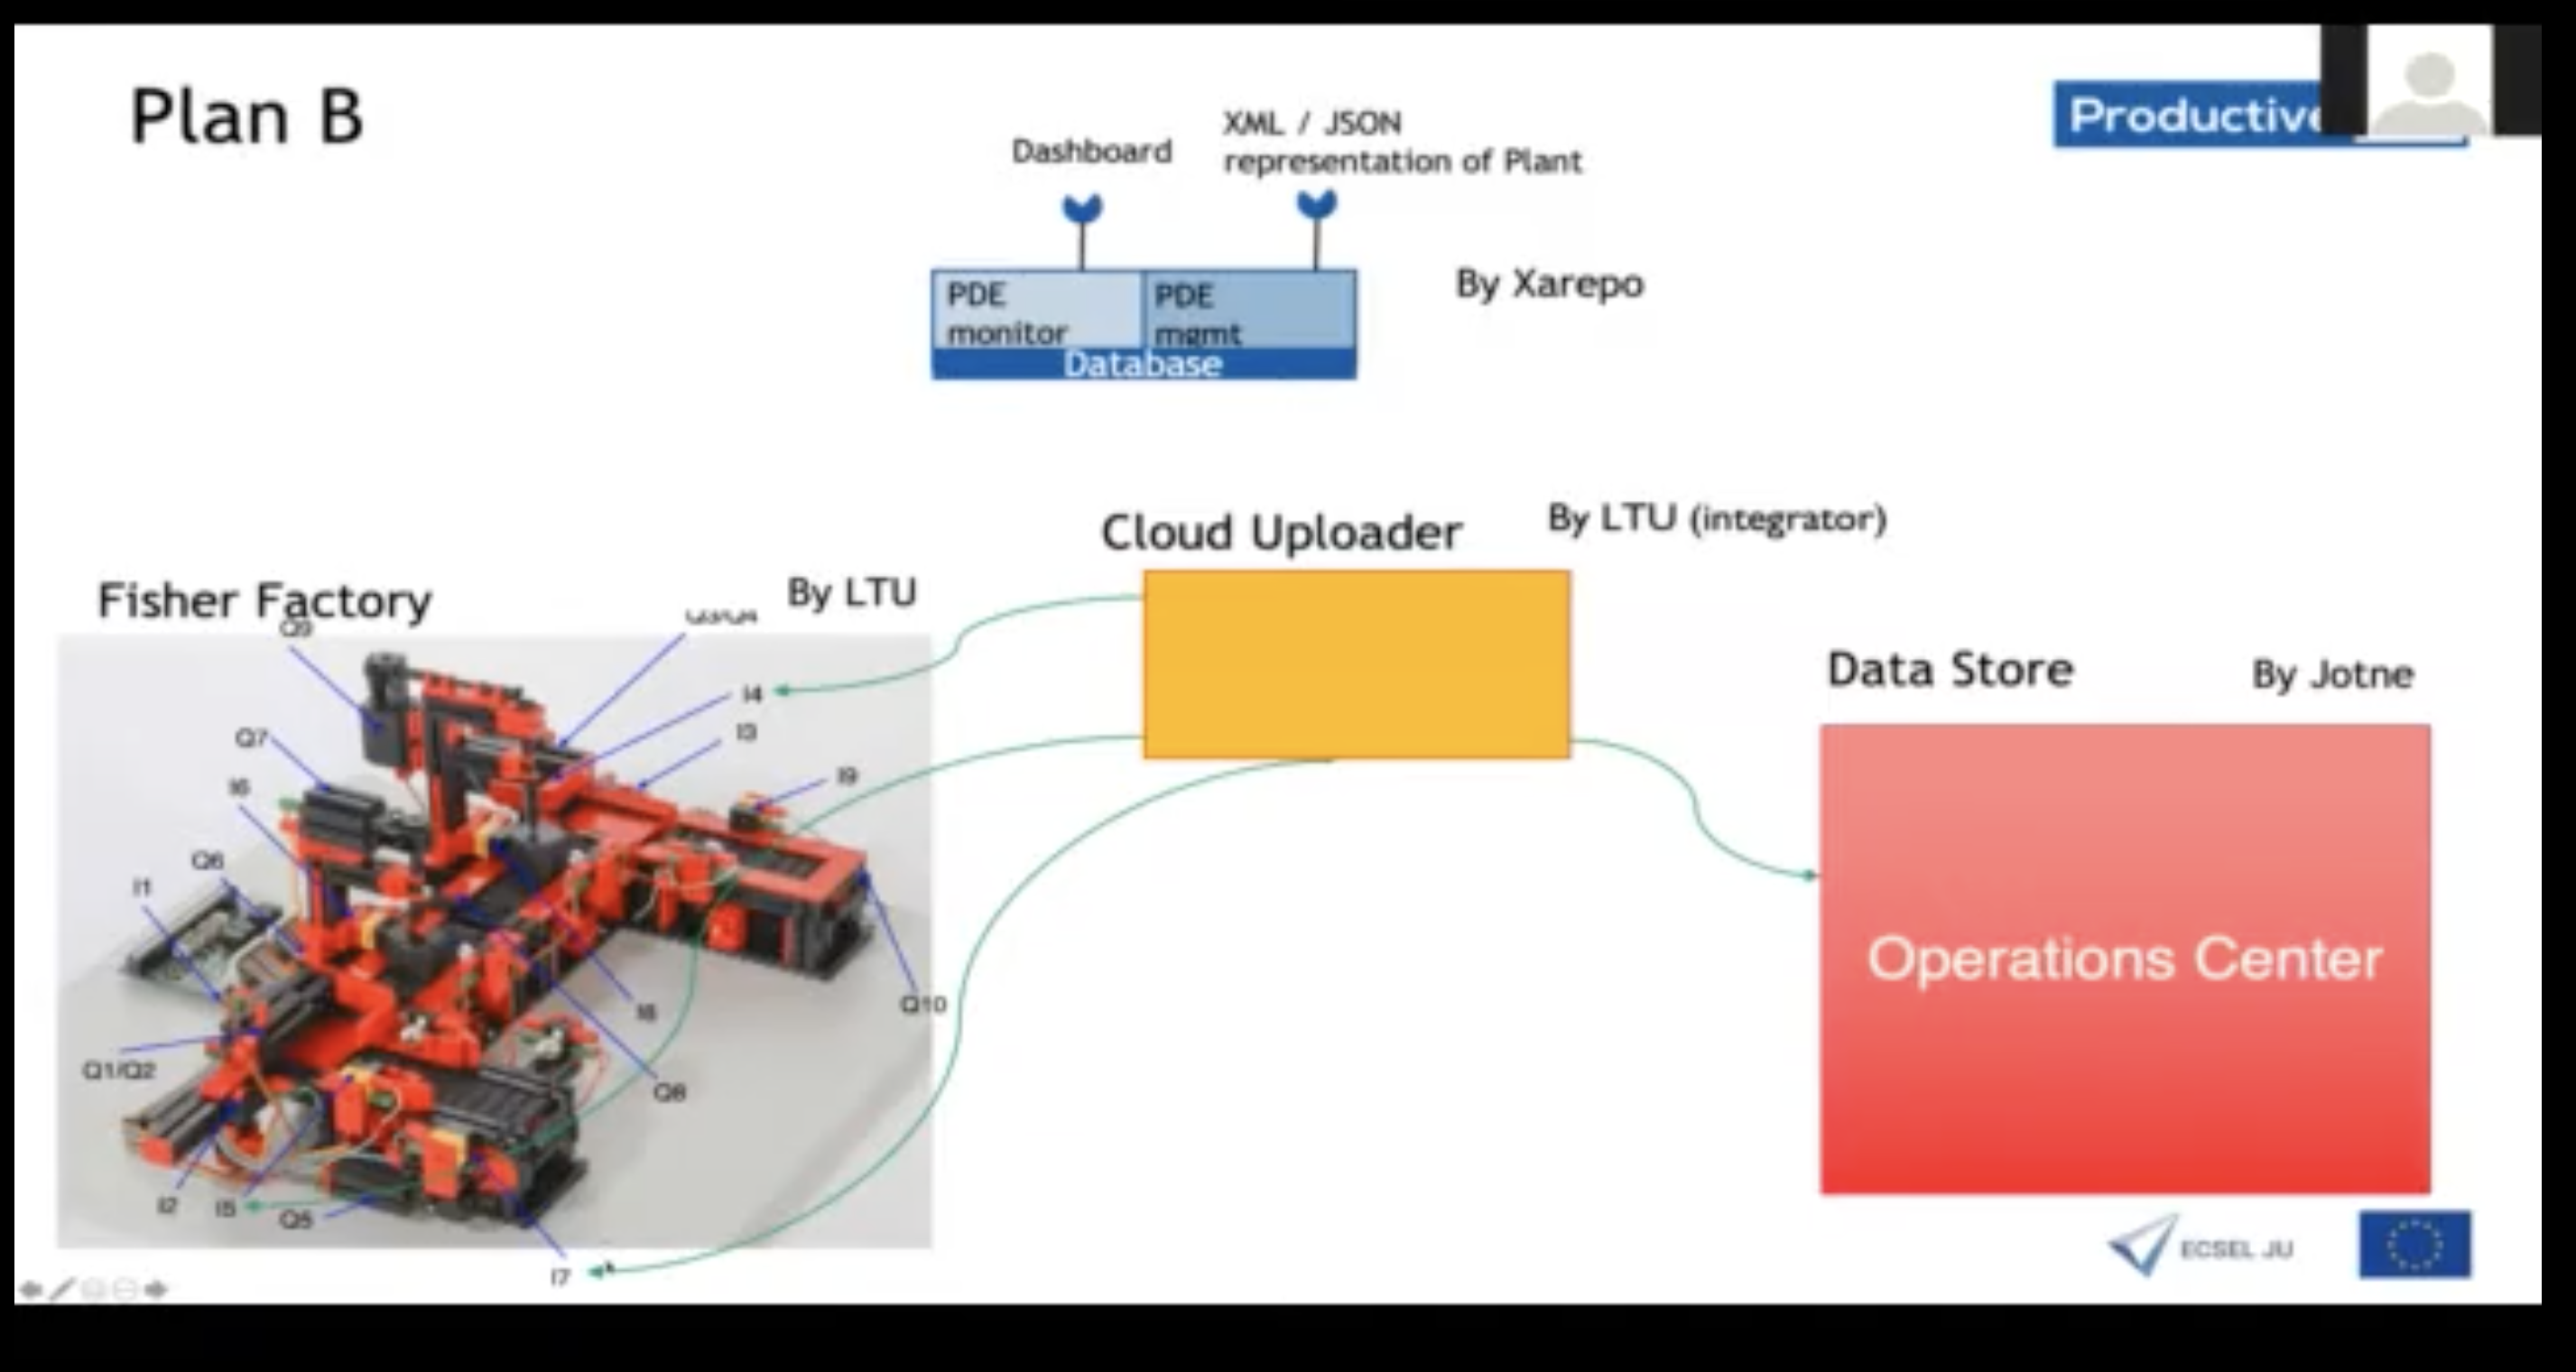 Plan B
Dashboard
XML / JSON
representation of Plant
PDE
monitor
PDE
mgmt
Database
By Xarepo
Cloud Uploader
By LTU (integrator)
Fisher Factory
By LTU
Data Store
By Jotne
Operations Center
Q9
I4
I3
I9
Q7
I6
Q6
I1
Q10
Q1/Q2
Q8
I2
I5
Q5
I7
ECSEL JU